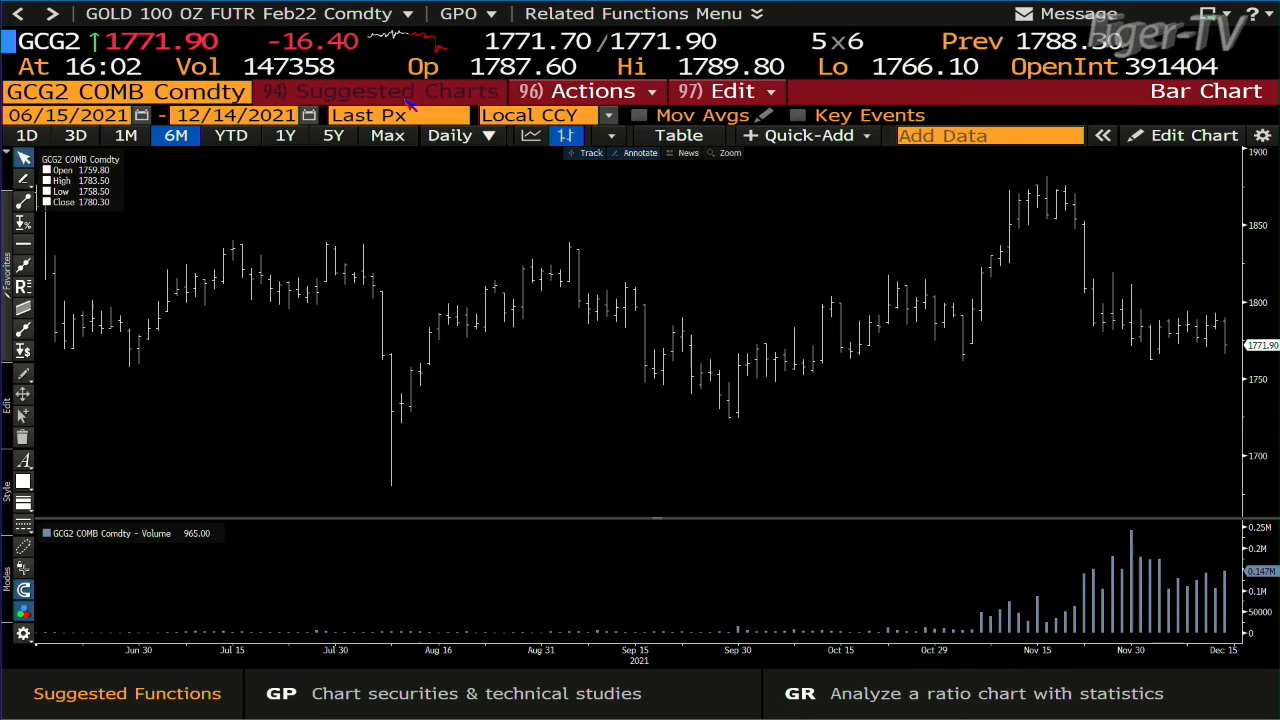 GOLD 100 OZ FUTR Feb22 Comdty GPO Related Functions Menu Message ?
Tiger-TV
GCG2 ↑1771.90 -16.40 1771.70/1771.90 5×6 Prev 1788.30
At 16:02 Vol 147358 Op 1787.60 Hi 1789.80 Lo 1766.10 OpenInt 391404
GCG2 COMB Comdty 94) Suggested Charts 96) Actions 97) Edit Bar Chart
06/15/2021 - 12/14/2021 Last Px Local CCY Mov Avgs Key Events
1D 3D 1M 6M YTD 1Y 5Y Max Daily ▼ Table + Quick-Add Add Data « Edit Chart
Track Annotate News Zoom
GCG2 COMB Comdty
Open 1759.80
High 1783.50
Low 1758.50
Close 1780.30
1900
1850
1800
1771.90
1750
1700
Favorites
Edit
Style
Modes
GCG2 COMB Comdty - Volume 965.00
0.25M
0.2M
0.147M
0.1M
50000
0
Jun 30 Jul 15 Jul 30 Aug 16 Aug 31 Sep 15 Sep 30 Oct 15 Oct 29 Nov 15 Nov 30 Dec 15
2021
Suggested Functions GP Chart securities & technical studies GR Analyze a ratio chart with statistics